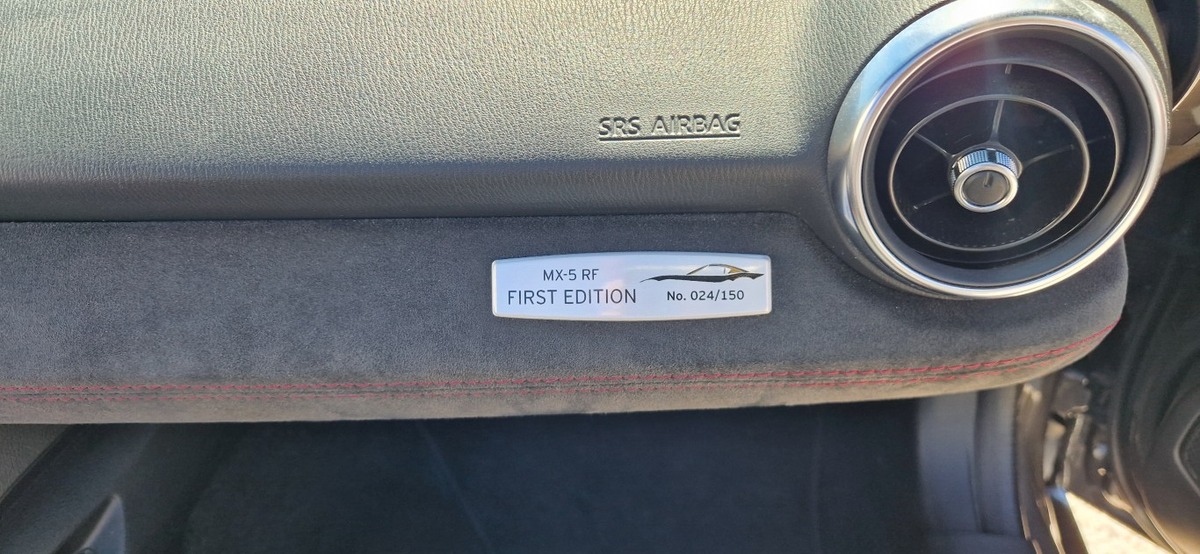 SRS AIRBAG
MX-5 RF
FIRST EDITION
No. 024/150